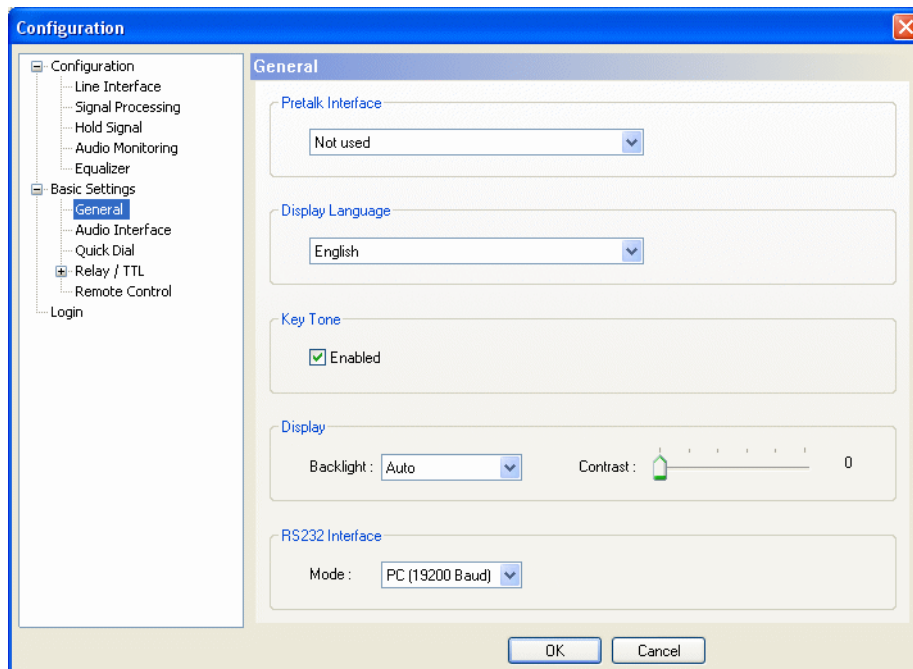 Configuration
Configuration
Line Interface
Signal Processing
Hold Signal
Audio Monitoring
Equalizer
Basic Settings
General
Audio Interface
Quick Dial
Relay / TTL
Remote Control
Login
General
Pretalk Interface
Not used
Display Language
English
Key Tone
Enabled
Display
Backlight : Auto Contrast : 0
RS232 Interface
Mode : PC (19200 Baud)
OK Cancel